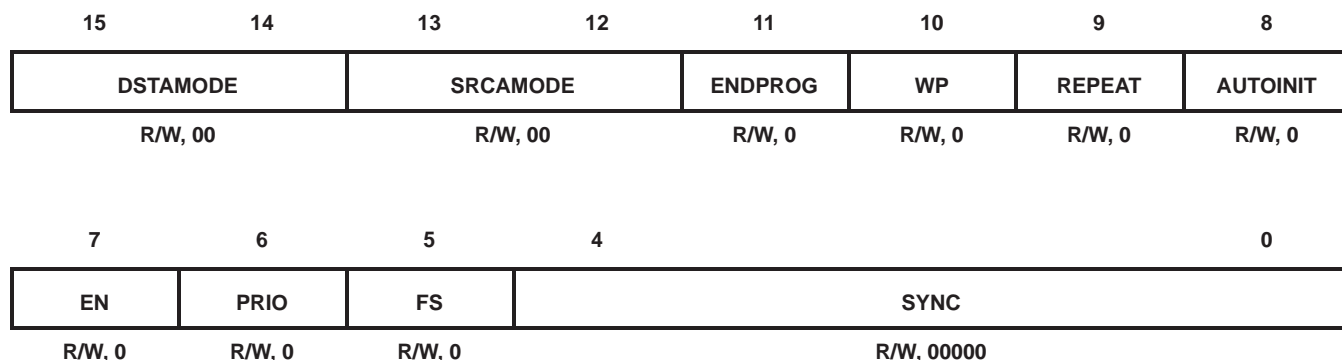 15 14 13 12 11 10 9 8
DSTAMODE SRCAMODE ENDPROG WP REPEAT AUTOINIT
R/W, 00 R/W, 00 R/W, 0 R/W, 0 R/W, 0 R/W, 0
7 6 5 4 0
EN PRIO FS SYNC
R/W, 0 R/W, 0 R/W, 0 R/W, 00000